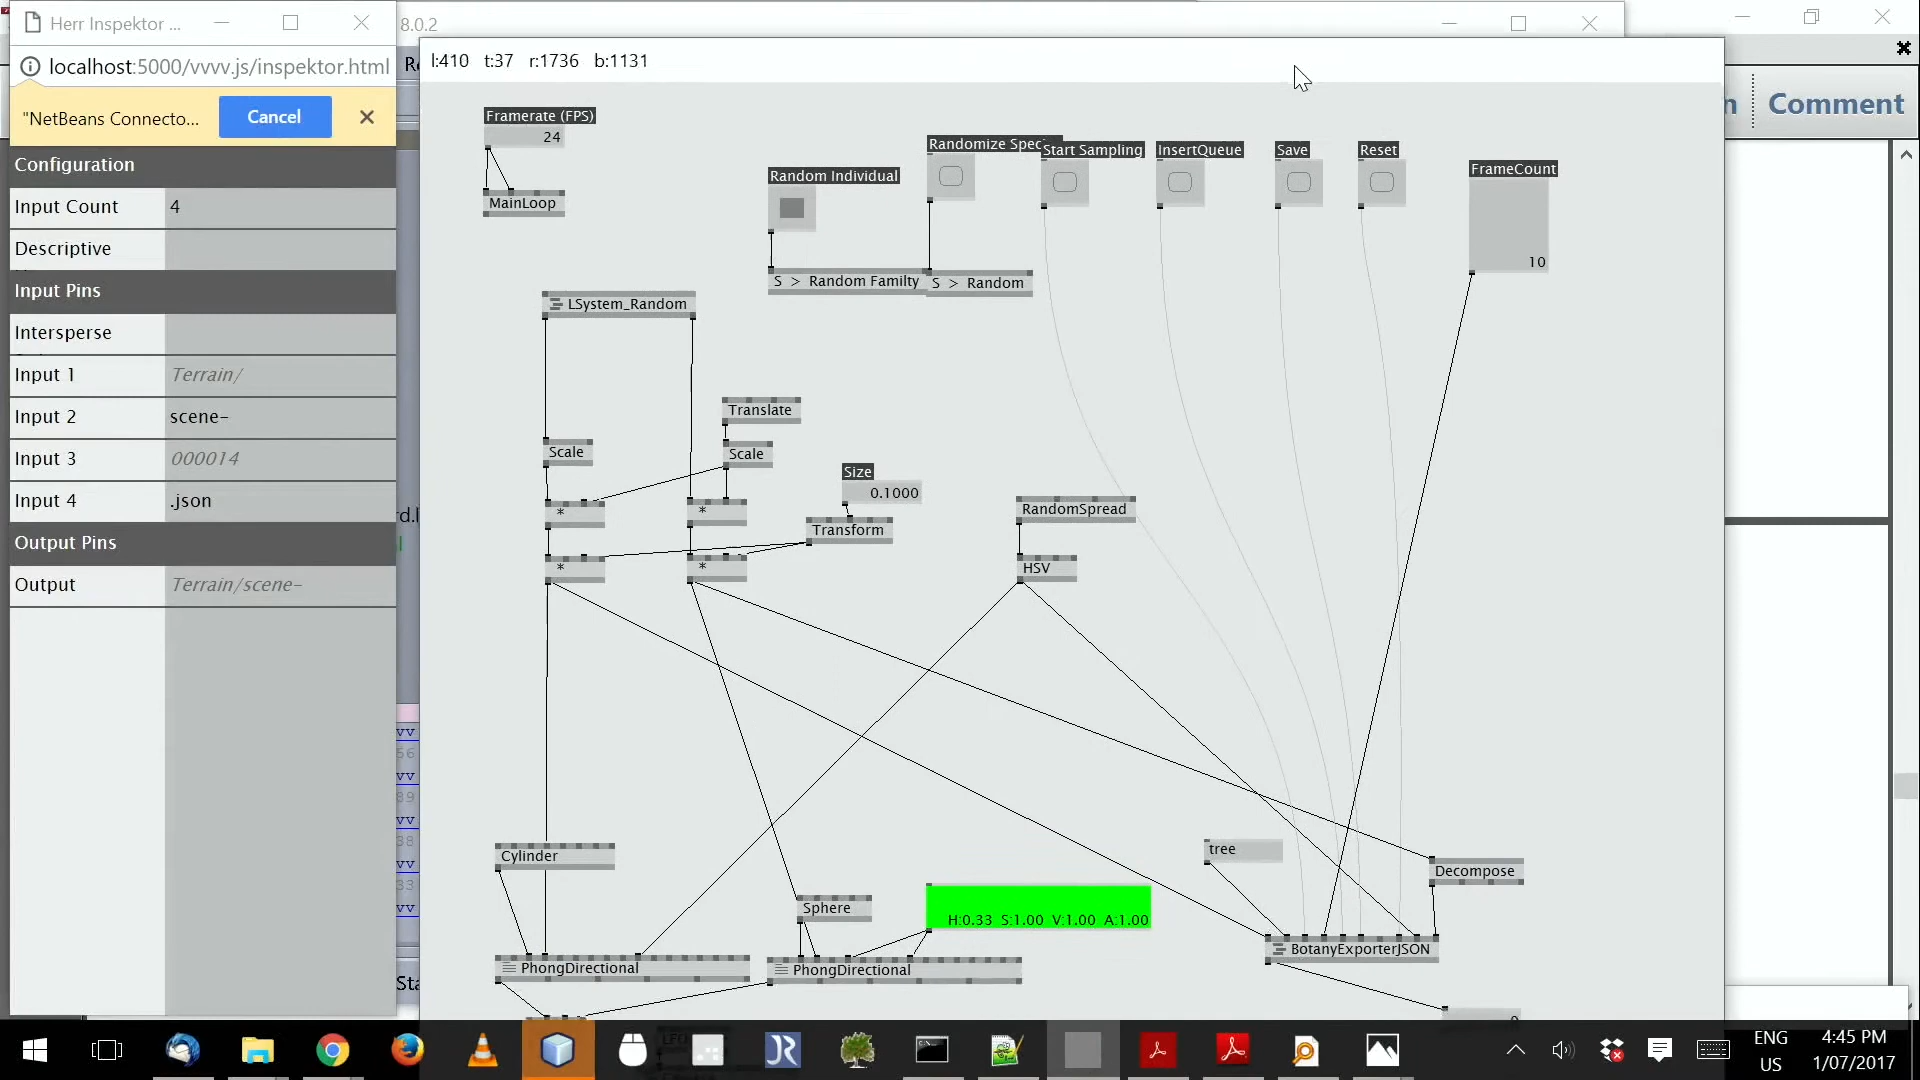 Herr Inspektor ...
8.0.2
localhost:5000/vvvv.js/inspektor.html
"NetBeans Connecto...
Cancel
Configuration
Input Count 4
Descriptive
Input Pins
Intersperse
Input 1 Terrain/
Input 2 scene-
Input 3 000014
Input 4 .json
Output Pins
Output Terrain/scene-
l:410 t:37 r:1736 b:1131
Comment
Framerate (FPS)
24
MainLoop
Random Individual
Start Sampling
InsertQueue
Save
Reset
FrameCount
10
S > Random Familty
S > Random
LSystem_Random
Translate
Scale
Scale
Size
0.1000
*
*
Transform
*
*
RandomSpread
HSV
Cylinder
Sphere
H:0.33 S:1.00 V:1.00 A:1.00
tree
Decompose
BotanyExporterJSON
PhongDirectional
PhongDirectional
ENG
US
4:45 PM
1/07/2017